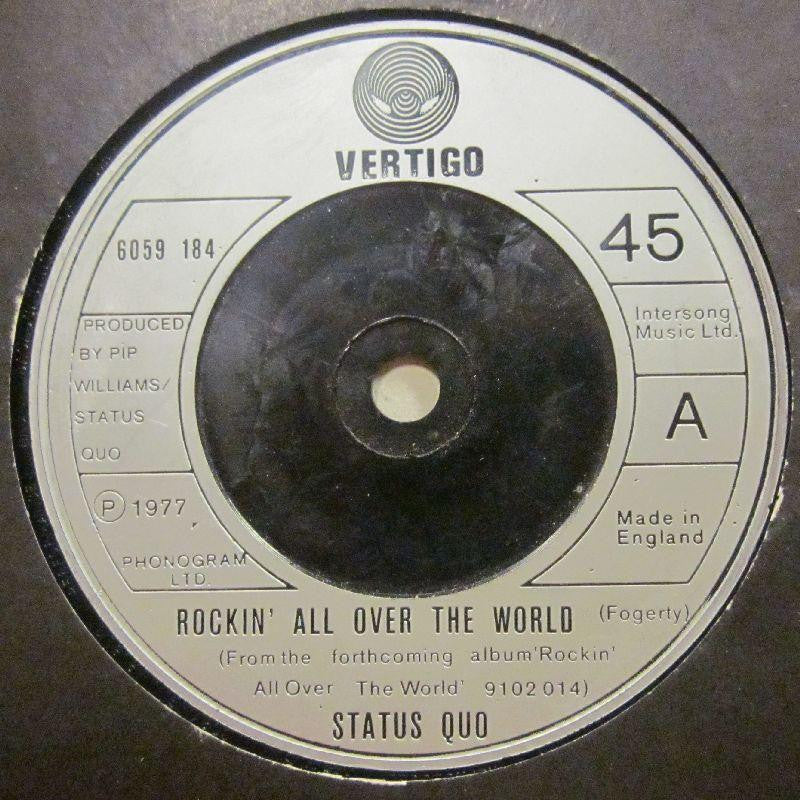 VERTIGO
6059 184
45
PRODUCED
BY PIP
WILLIAMS/
STATUS
QUO
Intersong
Music Ltd.
A
Ⓟ 1977
PHONOGRAM
LTD.
Made in
England
ROCKIN' ALL OVER THE WORLD (Fogerty)
(From the forthcoming album 'Rockin'
All Over The World' 9102 014)
STATUS QUO